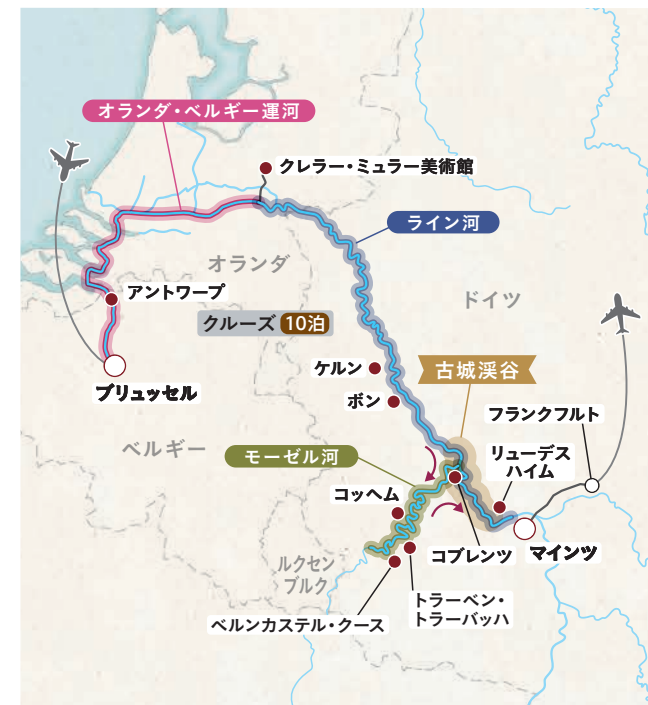 オランダ・ベルギー運河
クレラー・ミュラー美術館
ライン河
オランダ
ドイツ
アントワープ
クルーズ 10泊
ケルン
古城渓谷
ブリュッセル
ボン
フランクフルト
ベルギー
モーゼル河
リューデス
ハイム
コッヘム
コブレンツ
マインツ
ルクセン
ブルク
トラーベン・
トラーバッハ
ベルンカステル・クース